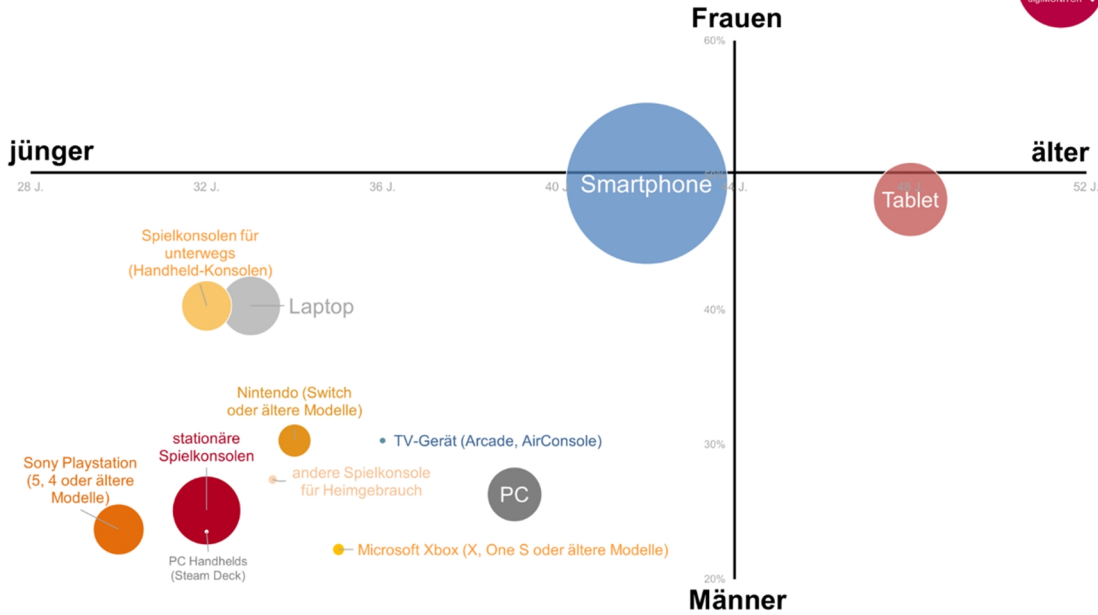 Frauen
60%
jünger
älter
28 J.
32 J.
36 J.
40 J.
50%
52 J.
Smartphone
Tablet
Spielkonsolen für
unterwegs
(Handheld-Konsolen)
Laptop
40%
Nintendo (Switch
oder ältere Modelle)
stationäre
Spielkonsolen
TV-Gerät (Arcade, AirConsole)
30%
Sony Playstation
(5, 4 oder ältere
Modelle)
andere Spielkonsole
für Heimgebrauch
PC
Microsoft Xbox (X, One S oder ältere Modelle)
PC Handhelds
(Steam Deck)
20%
Männer